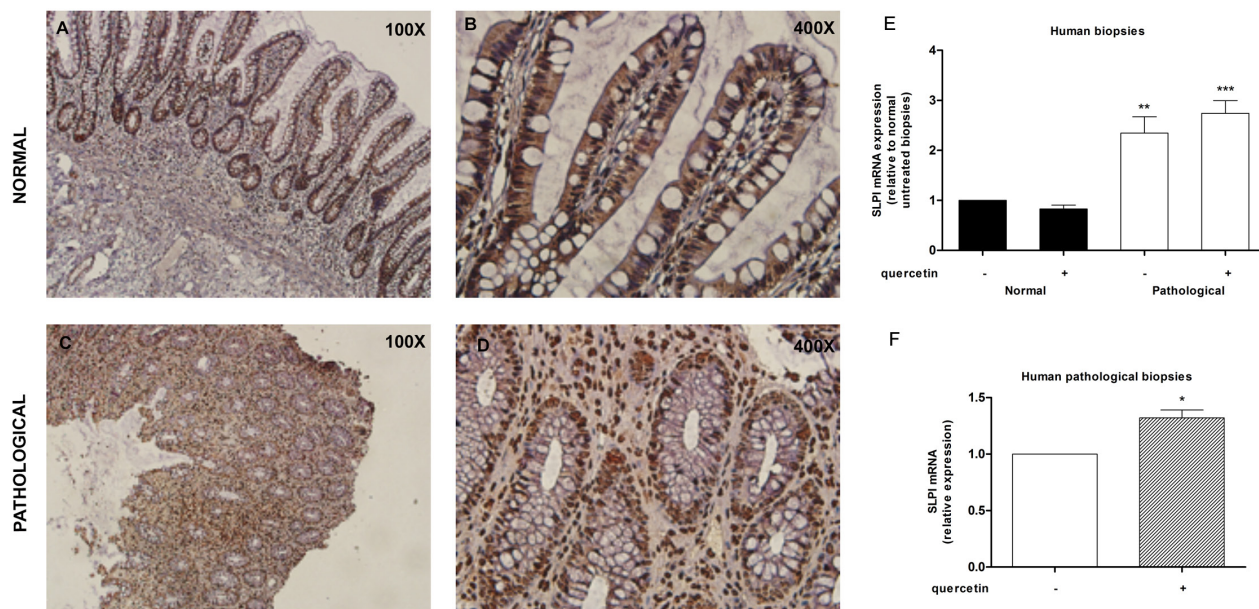 A
100X
B
400X
NORMAL
C
100X
D
400X
PATHOLOGICAL
E
Human biopsies
SLPI mRNA expression
(relative to normal
untreated biopsies)
4
3
2
1
0
**
***
quercetin - + - +
Normal Pathological
F
Human pathological biopsies
SLPI mRNA
(relative expression)
1.5
1.0
0.5
0.0
*
quercetin - +